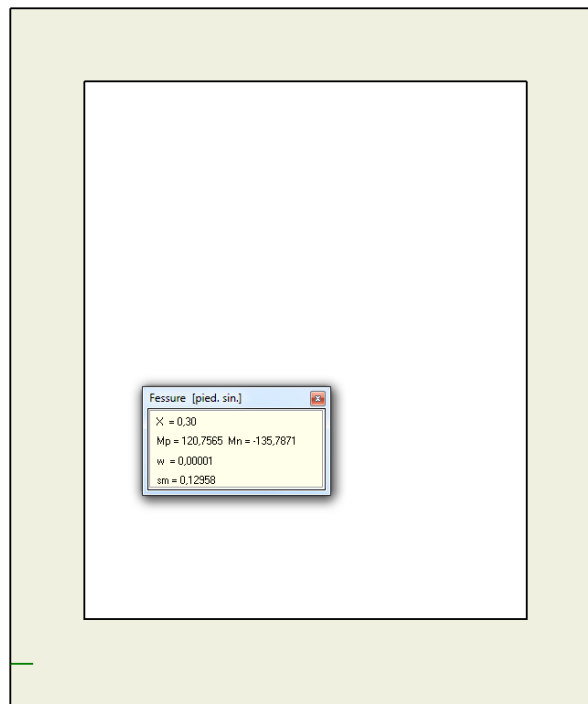 Fessure [pied. sin.]
X = 0,30
Mp = 120,7565 Mn = -135,7871
w = 0,00001
sm = 0,12958